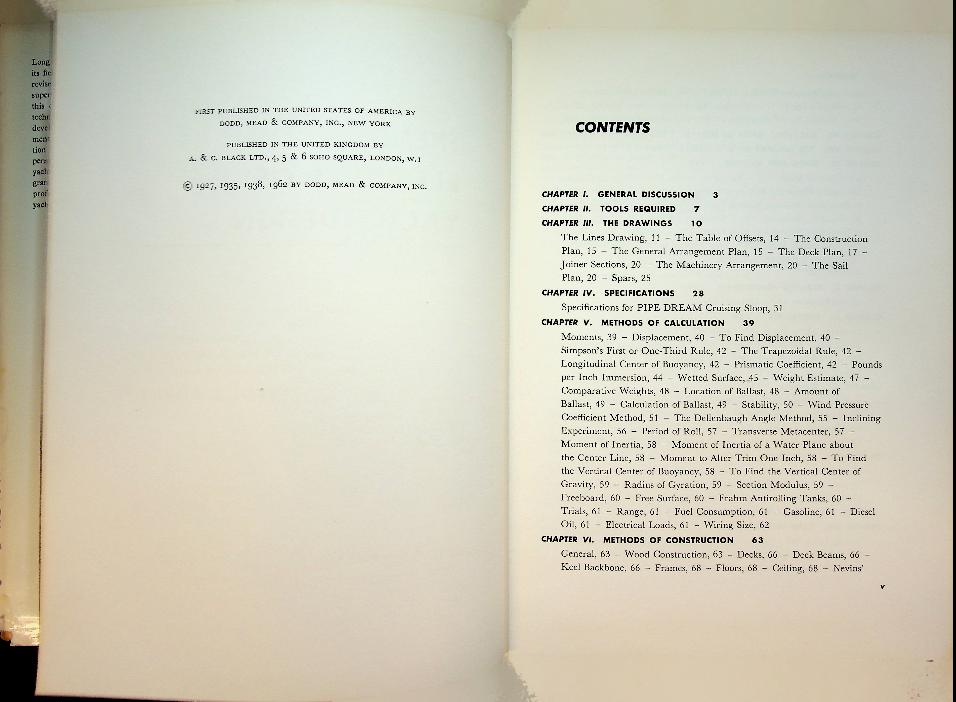 Long
its
revise
super
this
techn
devel
ment
tion
pers
yach
gran
prof
yach
FIRST PUBLISHED IN THE UNITED STATES OF AMERICA BY
DODD, MEAD & COMPANY, INC., NEW YORK
PUBLISHED IN THE UNITED KINGDOM BY
A. & C. BLACK LTD., 4, 5 & 6 SOHO SQUARE, LONDON, W.1
© 1927, 1935, 1938, 1962 BY DODD, MEAD & COMPANY, INC.
CONTENTS
CHAPTER I. GENERAL DISCUSSION 3
CHAPTER II. TOOLS REQUIRED 7
CHAPTER III. THE DRAWINGS 10
The Lines Drawing, 11 – The Table of Offsets, 14 – The Construction
Plan, 15 – The General Arrangement Plan, 15 – The Deck Plan, 17 –
Joiner Sections, 20 – The Machinery Arrangement, 20 – The Sail
Plan, 20 – Spars, 25
CHAPTER IV. SPECIFICATIONS 28
Specifications for PIPE DREAM Cruising Sloop, 31
CHAPTER V. METHODS OF CALCULATION 39
Moments, 39 – Displacement, 40 – To Find Displacement, 40 –
Simpson's First or One-Third Rule, 42 – The Trapezoidal Rule, 42 –
Longitudinal Center of Buoyancy, 42 – Prismatic Coefficient, 42 – Pounds
per Inch Immersion, 44 – Wetted Surface, 45 – Weight Estimate, 47 –
Comparative Weights, 48 – Location of Ballast, 48 – Amount of
Ballast, 49 – Calculation of Ballast, 49 – Stability, 50 – Wind Pressure
Coefficient Method, 51 – The Dellenbaugh Angle Method, 55 – Inclining
Experiment, 56 – Period of Roll, 57 – Transverse Metacenter, 57 –
Moment of Inertia, 58 – Moment of Inertia of a Water Plane about
the Center Line, 58 – Moment to Alter Trim One Inch, 58 – To Find
the Vertical Center of Buoyancy, 58 – To Find the Vertical Center of
Gravity, 59 – Radius of Gyration, 59 – Section Modulus, 59 –
Freeboard, 60 – Free Surface, 60 – Frahm Antirolling Tanks, 60 –
Trials, 61 – Range, 61 – Fuel Consumption, 61 – Gasoline, 61 – Diesel
Oil, 61 – Electrical Loads, 61 – Wiring Size, 62
CHAPTER VI. METHODS OF CONSTRUCTION 63
General, 63 – Wood Construction, 63 – Decks, 66 – Deck Beams, 66 –
Keel Backbone, 66 – Frames, 68 – Floors, 68 – Ceiling, 68 – Nevins'
v